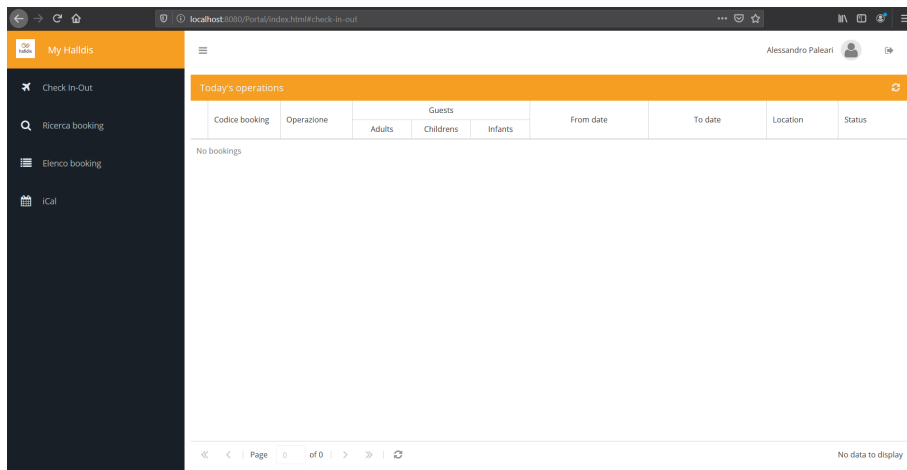 localhost:8080/Portal/index.html#check-in-out
halldis
My Halldis
Alessandro Paleari
Check In-Out
Ricerca booking
Elenco booking
iCal
Today's operations
Codice booking
Operazione
Guests
Adults
Childrens
Infants
From date
To date
Location
Status
No bookings
Page 0 of 0
No data to display